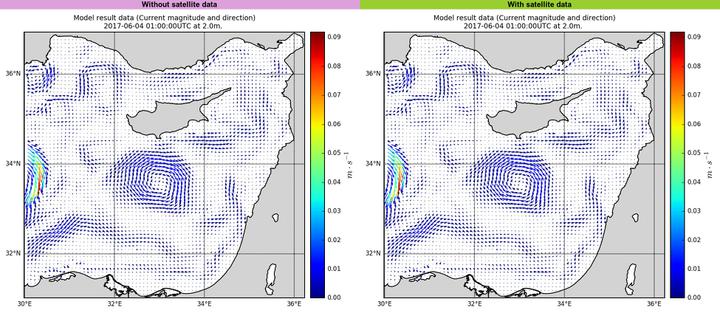 Without satellite data
Model result data (Current magnitude and direction)
2017-06-04 01:00:00UTC at 2.0m.
36°N
34°N
32°N
30°E
32°E
34°E
36°E
0.09
0.08
0.07
0.06
0.05
0.04
0.03
0.02
0.01
0.00
m · s⁻¹
With satellite data
Model result data (Current magnitude and direction)
2017-06-04 01:00:00UTC at 2.0m.
36°N
34°N
32°N
30°E
32°E
34°E
36°E
0.09
0.08
0.07
0.06
0.05
0.04
0.03
0.02
0.01
0.00
m · s⁻¹